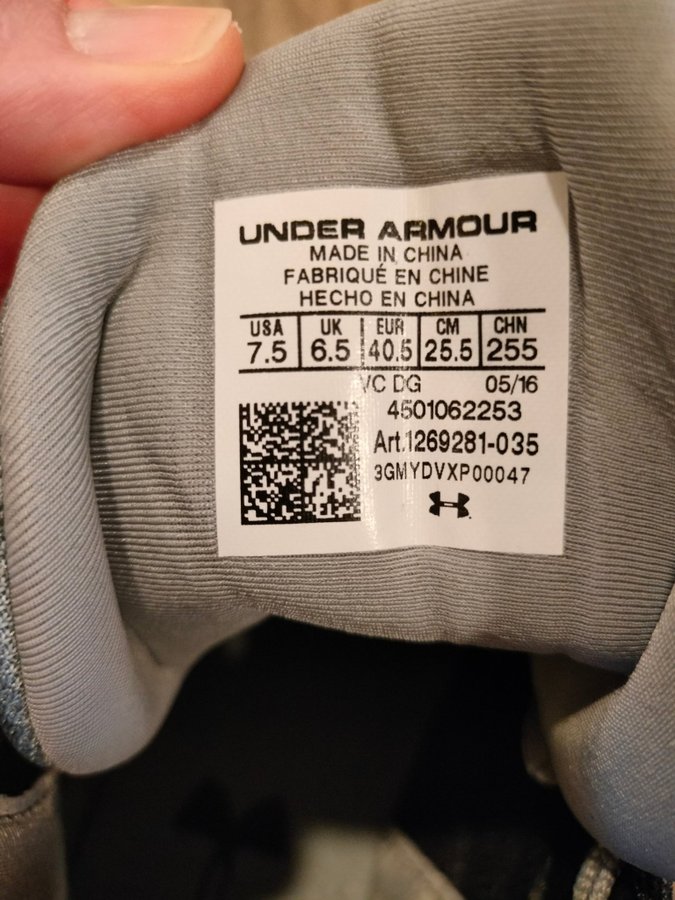 UNDER ARMOUR
MADE IN CHINA
FABRIQUÉ EN CHINE
HECHO EN CHINA
USA UK EUR CM CHN
7.5 6.5 40.5 25.5 255
VC DG 05/16
4501062253
Art.1269281-035
3GMYDVXP00047